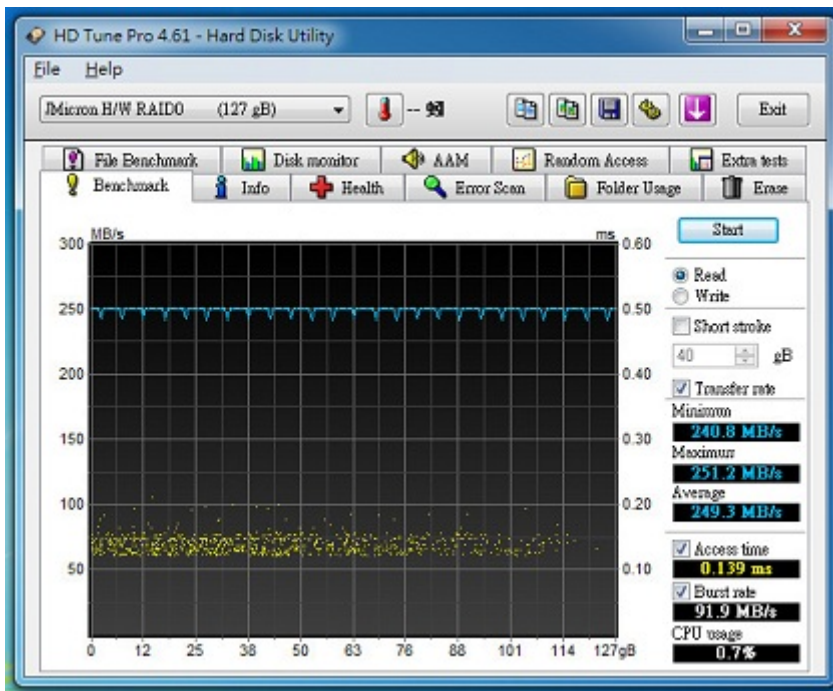 HD Tune Pro 4.61 - Hard Disk Utility
File Help
JMicron H/W RAID0 (127 gB)
-- 
Exit
File Benchmark Disk monitor AAM Random Access Extra tests
Benchmark Info Health Error Scan Folder Usage Erase
MB/s ms
300 0.60
250 0.50
200 0.40
150 0.30
100 0.20
50 0.10
0 12 25 38 50 63 76 88 101 114 127gB
Start
Read
Write
Short stroke
40 gB
Transfer rate
Minimum
240.8 MB/s
Maximum
251.2 MB/s
Average
249.3 MB/s
Access time
0.139 ms
Burst rate
91.9 MB/s
CPU usage
0.7%